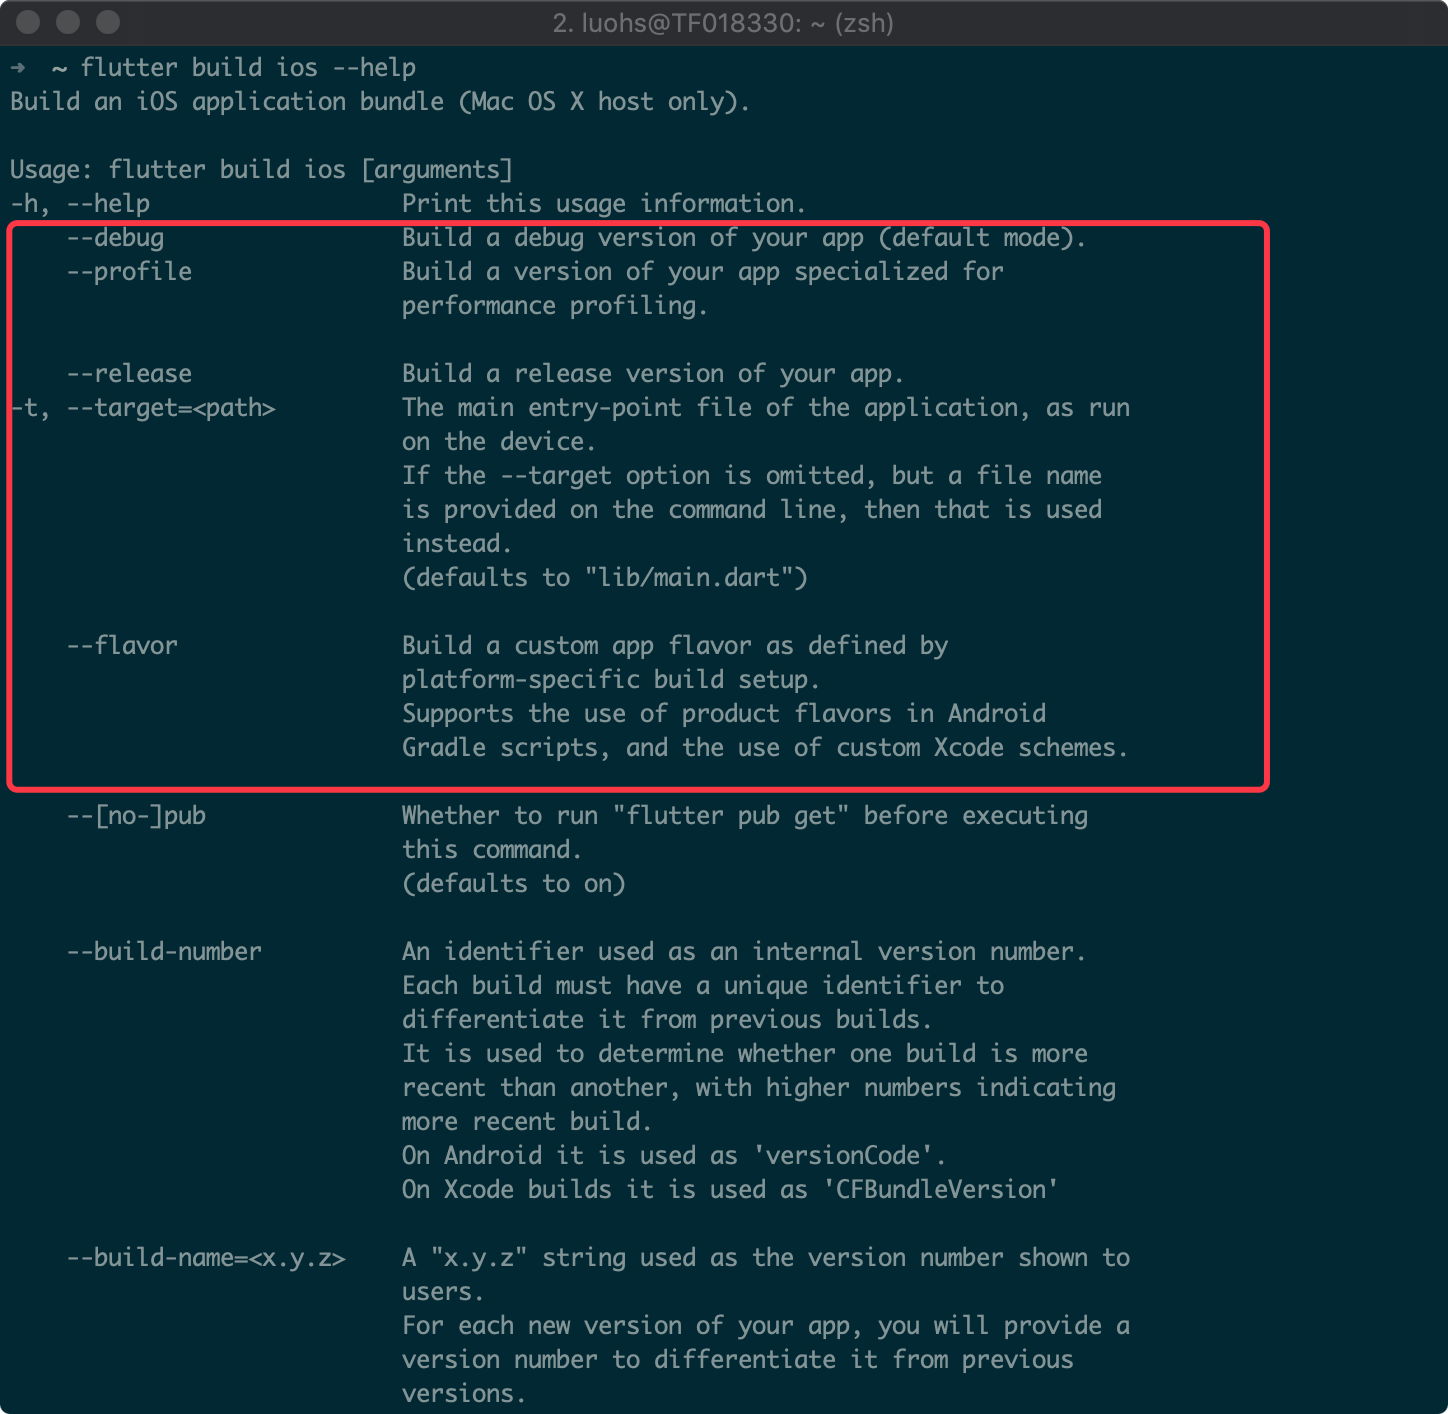 2. luohs@TF018330: ~ (zsh)
➜  ~ flutter build ios --help
Build an iOS application bundle (Mac OS X host only).

Usage: flutter build ios [arguments]
-h, --help                  Print this usage information.
    --debug                 Build a debug version of your app (default mode).
    --profile               Build a version of your app specialized for
                            performance profiling.

    --release               Build a release version of your app.
-t, --target=<path>         The main entry-point file of the application, as run
                            on the device.
                            If the --target option is omitted, but a file name
                            is provided on the command line, then that is used
                            instead.
                            (defaults to "lib/main.dart")

    --flavor                Build a custom app flavor as defined by
                            platform-specific build setup.
                            Supports the use of product flavors in Android
                            Gradle scripts, and the use of custom Xcode schemes.

    --[no-]pub              Whether to run "flutter pub get" before executing
                            this command.
                            (defaults to on)

    --build-number          An identifier used as an internal version number.
                            Each build must have a unique identifier to
                            differentiate it from previous builds.
                            It is used to determine whether one build is more
                            recent than another, with higher numbers indicating
                            more recent build.
                            On Android it is used as 'versionCode'.
                            On Xcode builds it is used as 'CFBundleVersion'

    --build-name=<x.y.z>    A "x.y.z" string used as the version number shown to
                            users.
                            For each new version of your app, you will provide a
                            version number to differentiate it from previous
                            versions.